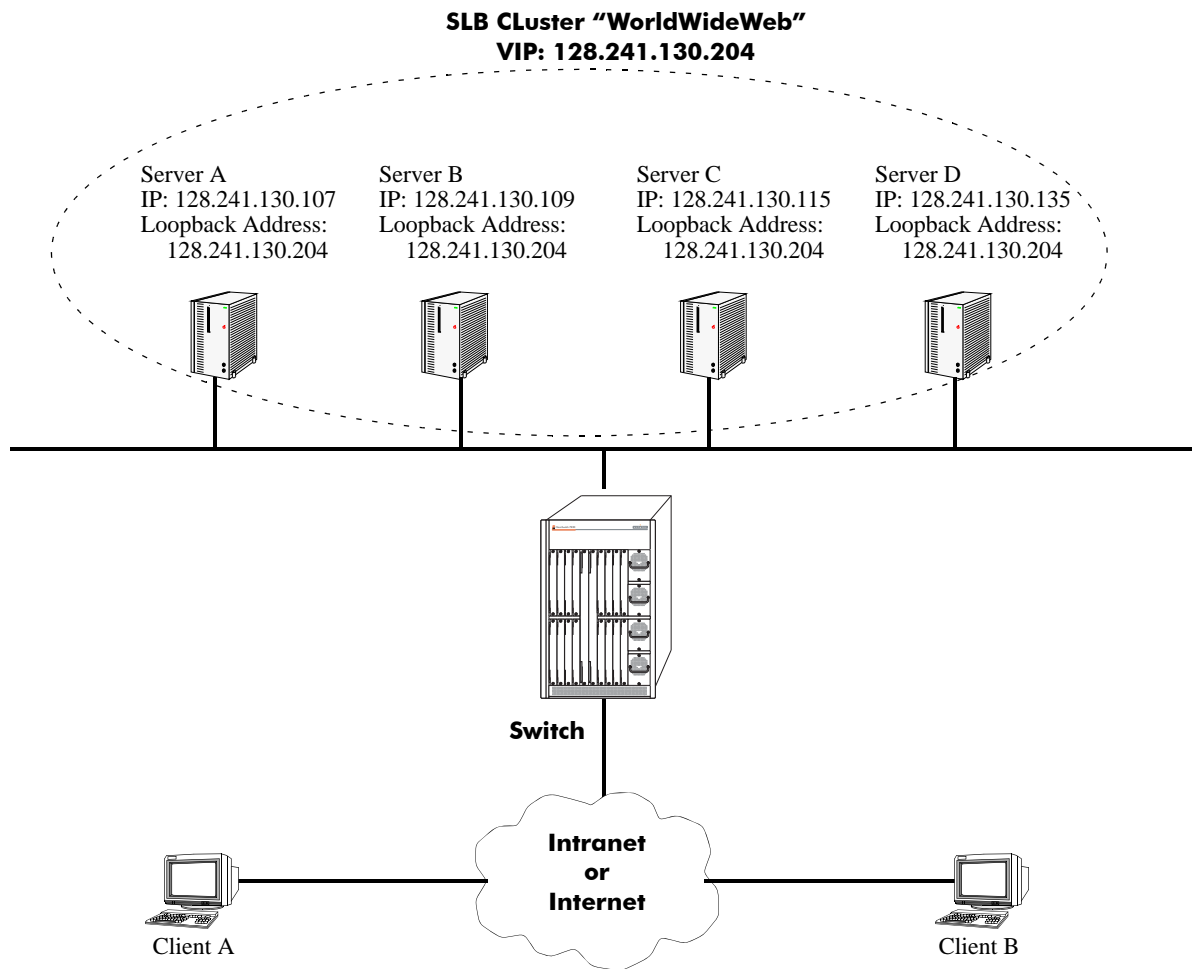 SLB CLuster “WorldWideWeb”
VIP: 128.241.130.204
Server A
IP: 128.241.130.107
Loopback Address:
128.241.130.204
Server B
IP: 128.241.130.109
Loopback Address:
128.241.130.204
Server C
IP: 128.241.130.115
Loopback Address:
128.241.130.204
Server D
IP: 128.241.130.135
Loopback Address:
128.241.130.204
Switch
Intranet
or
Internet
Client A
Client B